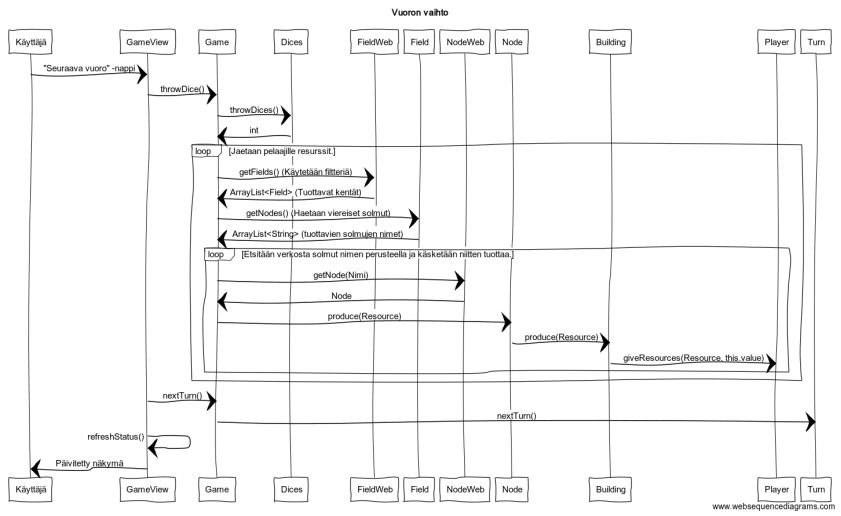 Vuoron vaihto
Käyttäjä GameView Game Dices FieldWeb Field NodeWeb Node Building Player Turn
"Seuraava vuoro" -nappi
throwDice()
throwDices()
int
loop [Jaetaan pelaajille resurssit.]
getFields() (Käytetään filtteriä)
ArrayList<Field> (Tuottavat kentät)
getNodes() (Haetaan viereiset solmut)
ArrayList<String> (tuottavien solmujen nimet)
loop [Etsitään verkosta solmut nimen perusteella ja käsketään niitten tuottaa.]
getNode(Nimi)
Node
produce(Resource)
produce(Resource)
giveResources(Resource, this.value)
nextTurn()
nextTurn()
refreshStatus()
Päivitetty näkymä
Käyttäjä GameView Game Dices FieldWeb Field NodeWeb Node Building Player Turn
www.websequencediagrams.com